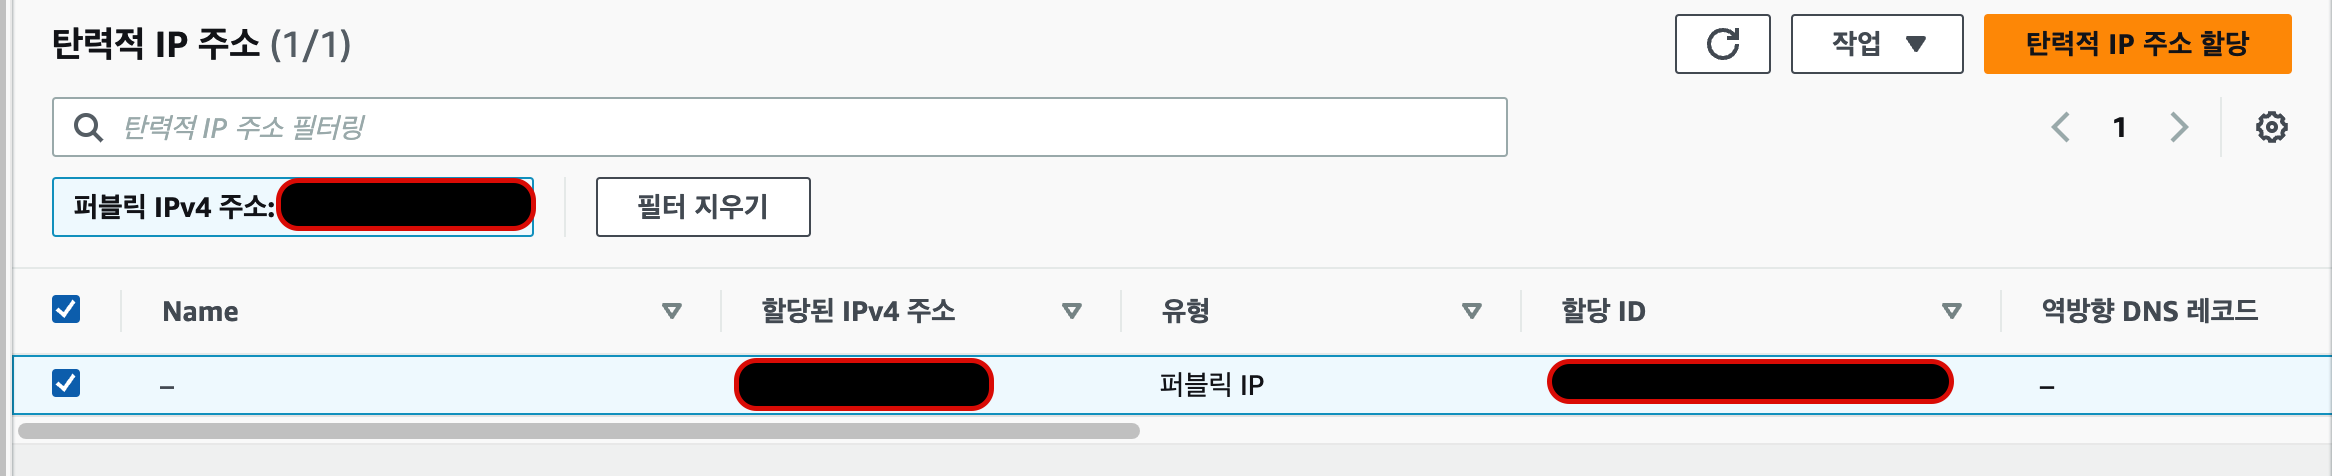 탄력적 IP 주소 (1/1)
작업
탄력적 IP 주소 할당
탄력적 IP 주소 필터링
1
퍼블릭 IPv4 주소:
필터 지우기
Name 할당된 IPv4 주소 유형 할당 ID 역방향 DNS 레코드
– 퍼블릭 IP –